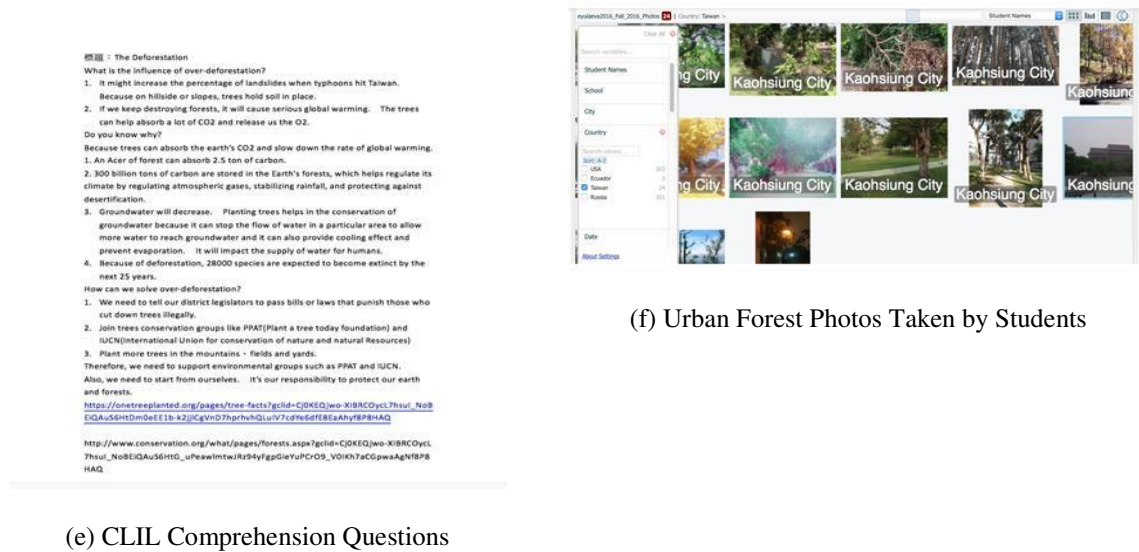 標題：The Deforestation
What is the influence of over-deforestation?
1. It might increase the percentage of landslides when typhoons hit Taiwan.
Because on hillside or slopes, trees hold soil in place.
2. If we keep destroying forests, it will cause serious global warming. The trees
can help absorb a lot of CO2 and release us the O2.
Do you know why?
Because trees can absorb the earth's CO2 and slow down the rate of global warming.
1. An Acer of forest can absorb 2.5 ton of carbon.
2. 300 billion tons of carbon are stored in the Earth's forests, which helps regulate its
climate by regulating atmospheric gases, stabilizing rainfall, and protecting against
desertification.
3. Groundwater will decrease. Planting trees helps in the conservation of
groundwater because it can stop the flow of water in a particular area to allow
more water to reach groundwater and it can also provide cooling effect and
prevent evaporation. It will impact the supply of water for humans.
4. Because of deforestation, 28000 species are expected to become extinct by the
next 25 years.
How can we solve over-deforestation?
1. We need to tell our district legislators to pass bills or laws that punish those who
cut down trees illegally.
2. Join trees conservation groups like PPAT(Plant a tree today foundation) and
IUCN(International Union for conservation of nature and natural Resources)
3. Plant more trees in the mountains、fields and yards.
Therefore, we need to support environmental groups such as PPAT and IUCN.
Also, we need to start from ourselves. It's our responsibility to protect our earth
and forests.
(e) CLIL Comprehension Questions
24 Country: Taiwan
Student Names
Clear all
Search variables...
Student Names
School
City
Country
Search values...
Sort: A-Z
USA
Ecuador
Taiwan 24
Russia
Date
About Settings
ng City
Kaohsiung City
Kaohsiung City
Kaohsiung City
Kaohsiung
ng City
Kaohsiung City
Kaohsiung City
Kaohsiung City
Kaohsiung
(f) Urban Forest Photos Taken by Students